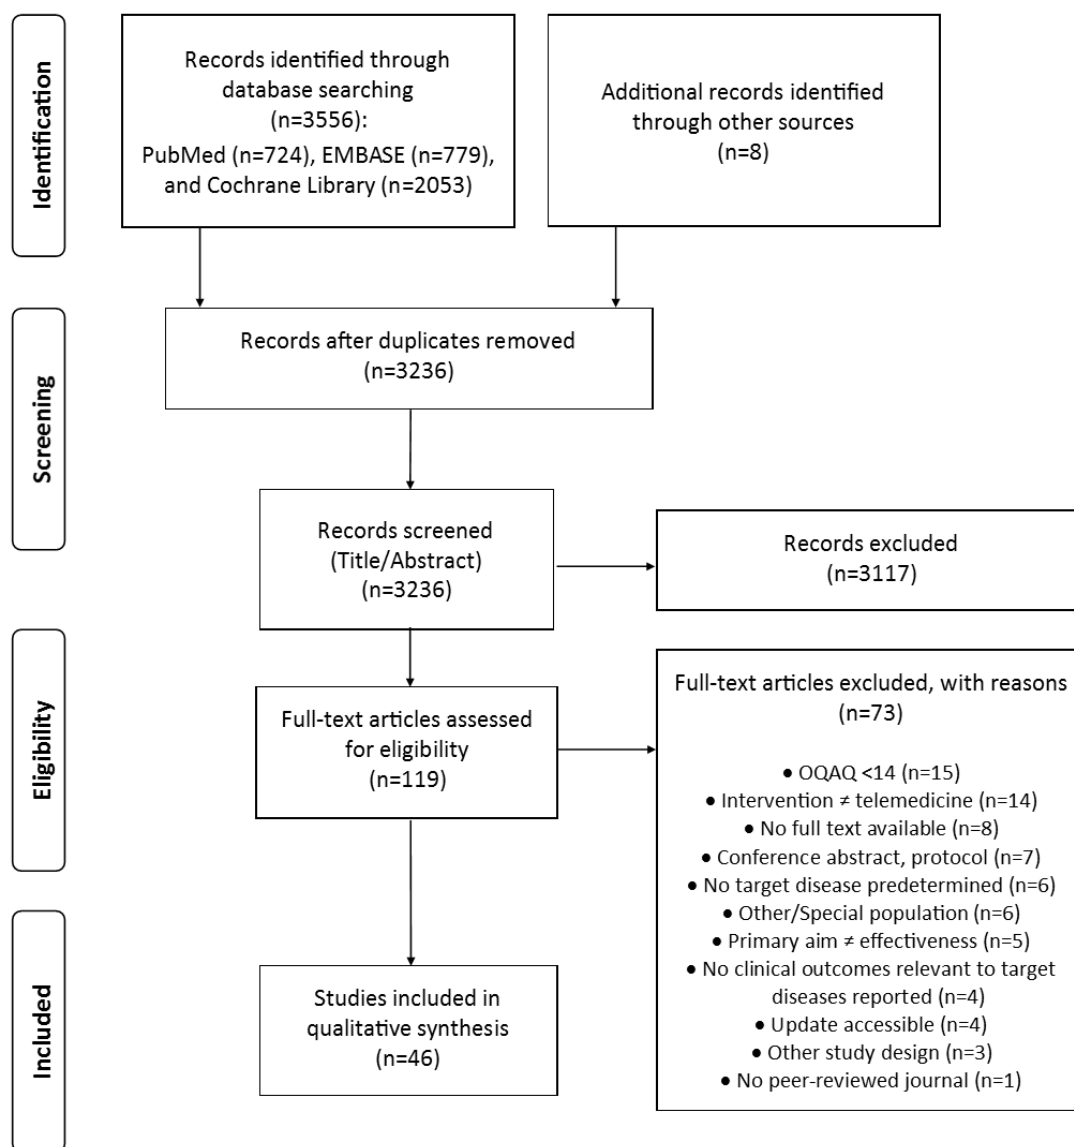 Identification
Records identified through
database searching
(n=3556):
PubMed (n=724), EMBASE (n=779),
and Cochrane Library (n=2053)
Additional records identified
through other sources
(n=8)
Screening
Records after duplicates removed
(n=3236)
Records screened
(Title/Abstract)
(n=3236)
Records excluded
(n=3117)
Eligibility
Full-text articles assessed
for eligibility
(n=119)
Full-text articles excluded, with reasons
(n=73)
● OQAQ <14 (n=15)
● Intervention ≠ telemedicine (n=14)
● No full text available (n=8)
● Conference abstract, protocol (n=7)
● No target disease predetermined (n=6)
● Other/Special population (n=6)
● Primary aim ≠ effectiveness (n=5)
● No clinical outcomes relevant to target
diseases reported (n=4)
● Update accessible (n=4)
● Other study design (n=3)
● No peer-reviewed journal (n=1)
Included
Studies included in
qualitative synthesis
(n=46)